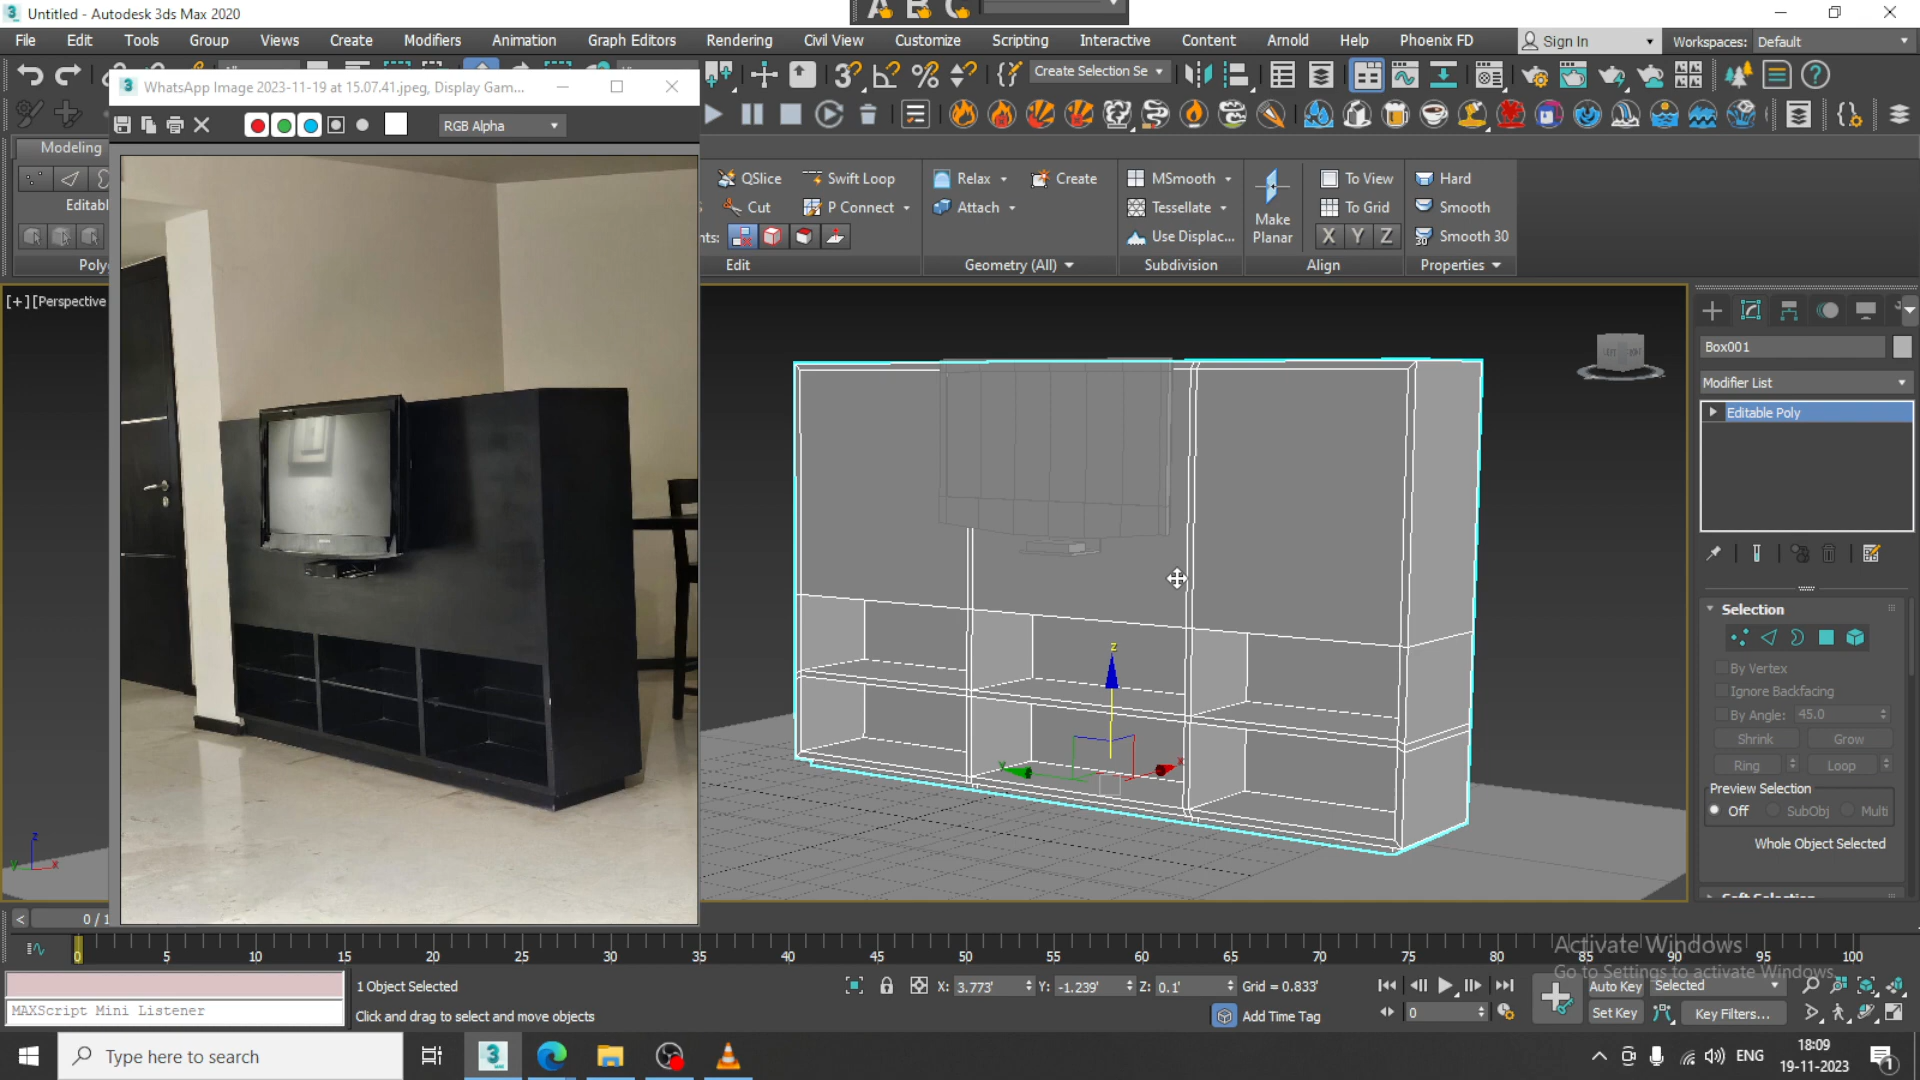 Untitled - Autodesk 3ds Max 2020
File Edit Tools Group Views Create Modifiers Animation Graph Editors Rendering Civil View Customize Scripting Interactive Content Arnold Help Phoenix FD
Sign In
Workspaces: Default
Create Selection Se
WhatsApp Image 2023-11-19 at 15.07.41.jpeg, Display Gam...
RGB Alpha
Modeling
Polyg
QSlice Swift Loop
Cut P Connect
Edit
Relax Create
Attach
Geometry (All)
MSmooth
Tessellate
Use Displac...
Subdivision
Make
Planar
To View
To Grid
X Y Z
Align
Hard
Smooth
Smooth 30
Properties
[+][Perspective
Box001
Modifier List
Editable Poly
Selection
By Vertex
Ignore Backfacing
By Angle: 45.0
Shrink Grow
Ring Loop
Preview Selection
Off SubObj Multi
Whole Object Selected
z
x
y
z
x
y
0 / 1
0 5 10 15 20 25 30 35 40 45 50 55 60 65 70 75 80 85 90 95 100
Activate Windows
Go to Settings to activate Windows.
MAXScript Mini Listener
1 Object Selected
Click and drag to select and move objects
X: 3.773' Y: -1.239' Z: 0.1' Grid = 0.833'
Add Time Tag
0
Auto Key Selected
Set Key Key Filters...
Type here to search
ENG
18:09
19-11-2023
1